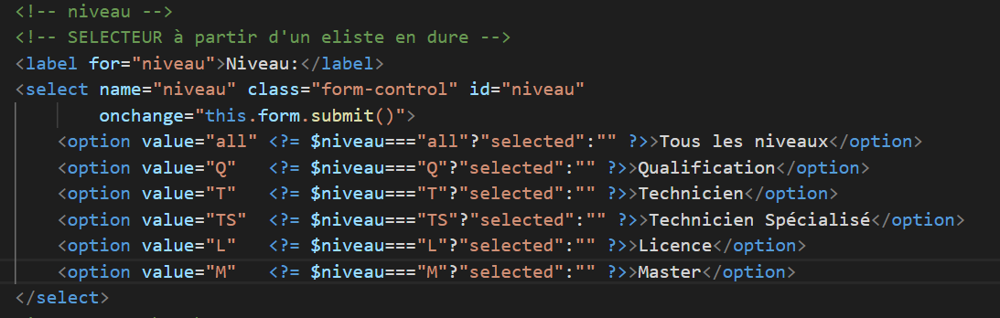 <!-- niveau -->
<!-- SELECTEUR à partir d'un eliste en dure -->
<label for="niveau">Niveau:</label>
<select name="niveau" class="form-control" id="niveau"
onchange="this.form.submit()">
<option value="all" <?= $niveau==="all"?"selected":"" ?>>Tous les niveaux</option>
<option value="Q" <?= $niveau==="Q"?"selected":"" ?>>Qualification</option>
<option value="T" <?= $niveau==="T"?"selected":"" ?>>Technicien</option>
<option value="TS" <?= $niveau==="TS"?"selected":"" ?>>Technicien Spécialisé</option>
<option value="L" <?= $niveau==="L"?"selected":"" ?>>Licence</option>
<option value="M" <?= $niveau==="M"?"selected":"" ?>>Master</option>
</select>